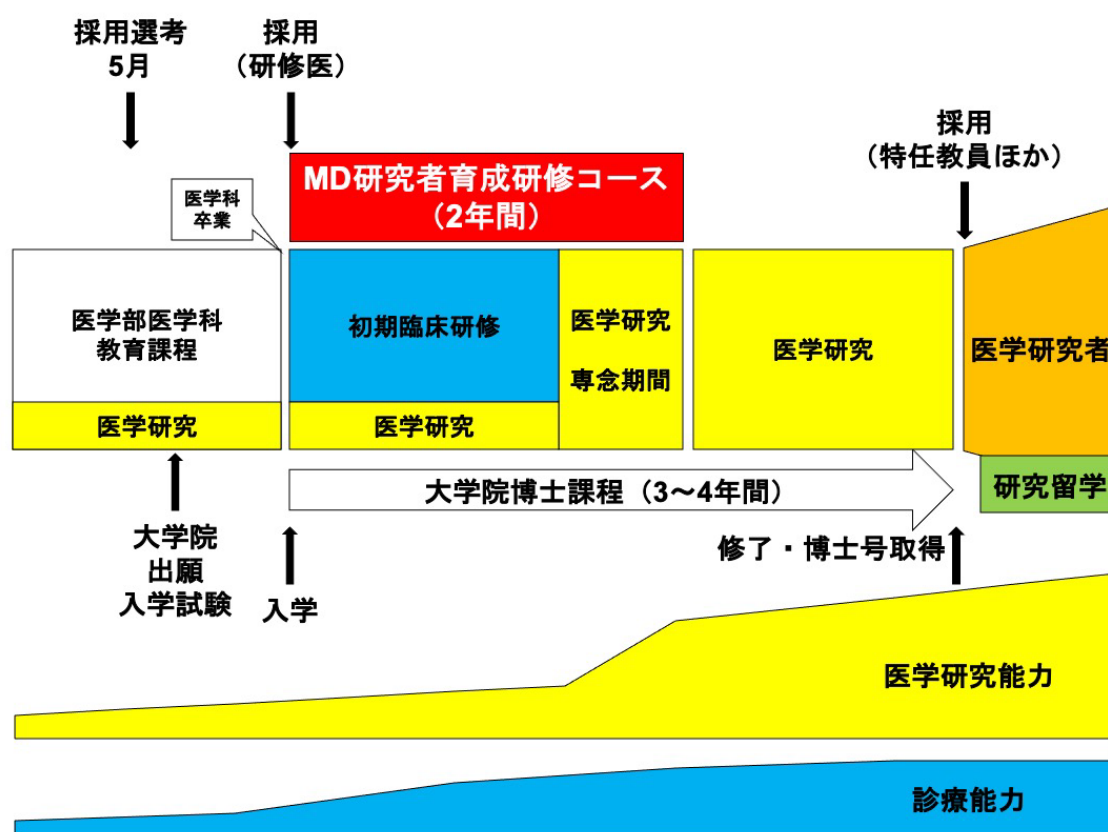 採用選考
5月
採用
（研修医）
採用
（特任教員ほか）
MD研究者育成研修コース
（2年間）
医学科
卒業
医学部医学科
教育課程
初期臨床研修
医学研究
専念期間
医学研究
医学研究者
医学研究
医学研究
大学院博士課程（3～4年間）
研究留学
大学院
出願
入学試験
入学
修了・博士号取得
医学研究能力
診療能力